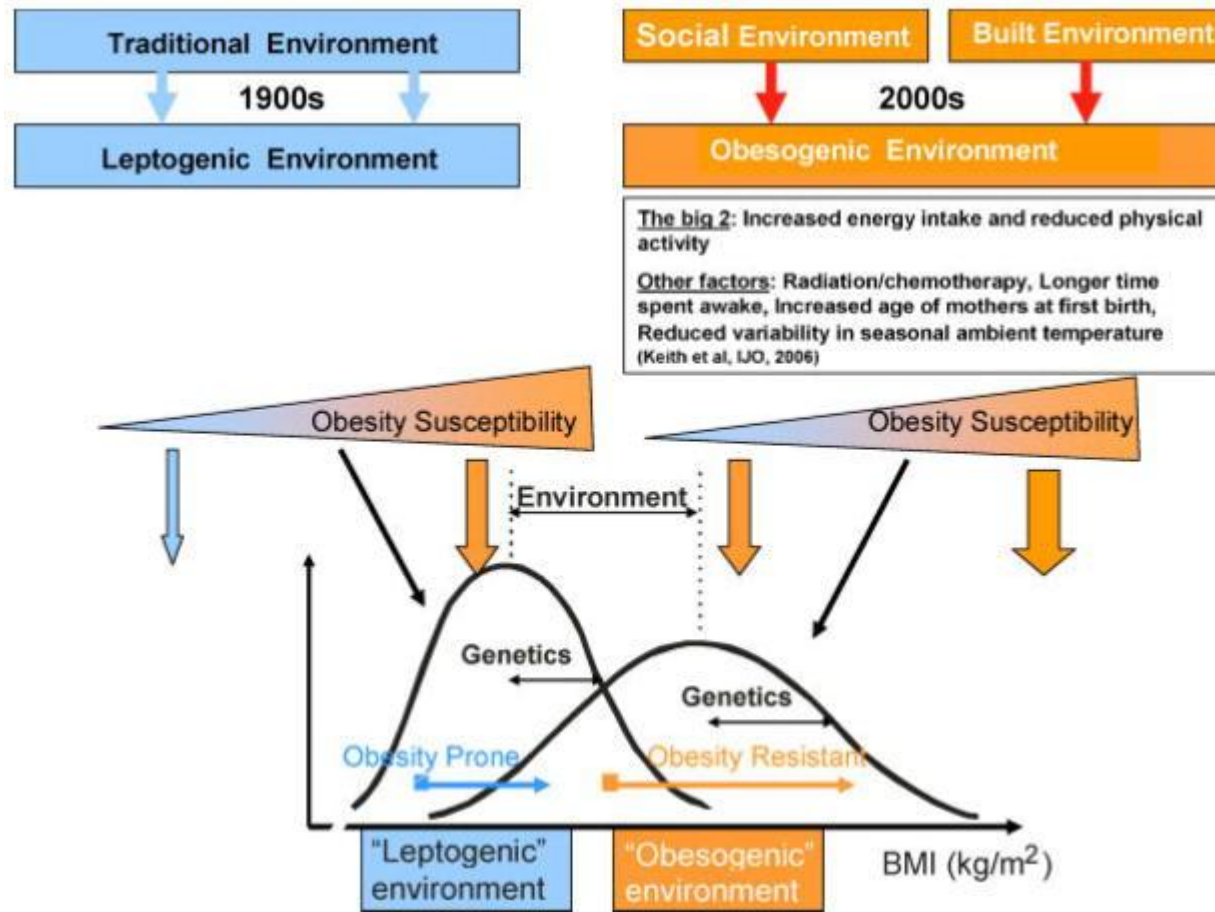 Traditional Environment
1900s
Leptogenic Environment
Social Environment
Built Environment
2000s
Obesogenic Environment
The big 2: Increased energy intake and reduced physical
activity
Other factors: Radiation/chemotherapy, Longer time
spent awake, Increased age of mothers at first birth,
Reduced variability in seasonal ambient temperature
(Keith et al, IJO, 2006)
Obesity Susceptibility
Obesity Susceptibility
Environment
Genetics
Genetics
Obesity Prone
Obesity Resistant
"Leptogenic"
environment
"Obesogenic"
environment
BMI (kg/m²)